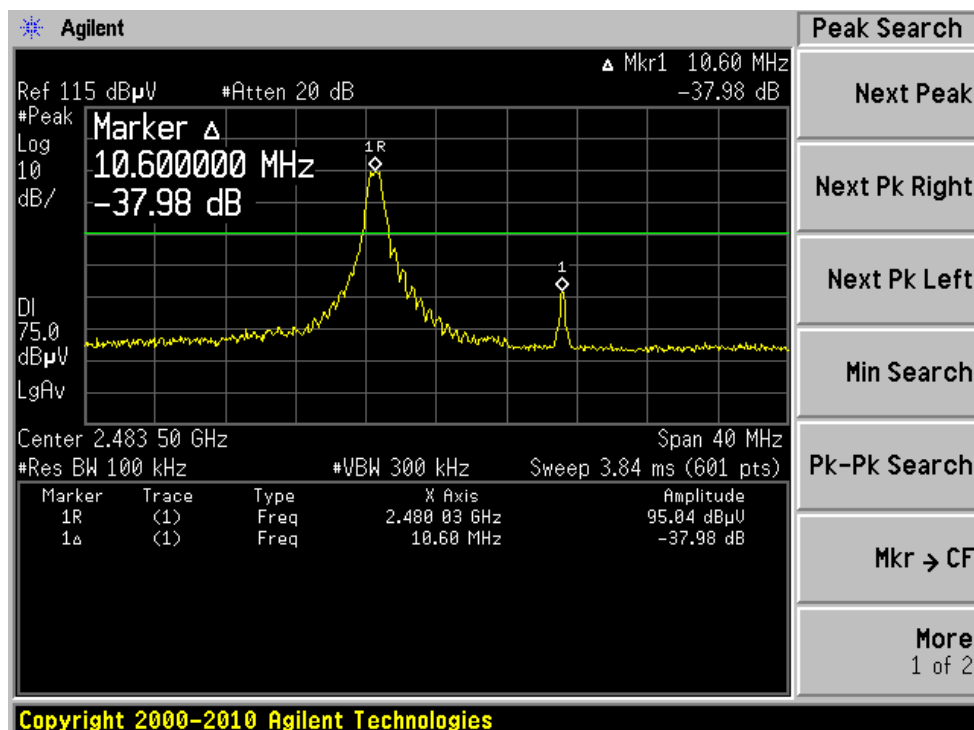 Agilent
Peak Search
Δ Mkr1 10.60 MHz
Ref 115 dBµV #Atten 20 dB -37.98 dB
#Peak
Log
10
dB/
Marker Δ
10.600000 MHz
-37.98 dB
1R
1
DI
75.0
dBµV
LgAv
Center 2.483 50 GHz Span 40 MHz
#Res BW 100 kHz #VBW 300 kHz Sweep 3.84 ms (601 pts)
Marker Trace Type X Axis Amplitude
1R (1) Freq 2.480 03 GHz 95.04 dBµV
1Δ (1) Freq 10.60 MHz -37.98 dB
Next Peak
Next Pk Right
Next Pk Left
Min Search
Pk-Pk Search
Mkr → CF
More
1 of 2
Copyright 2000-2010 Agilent Technologies